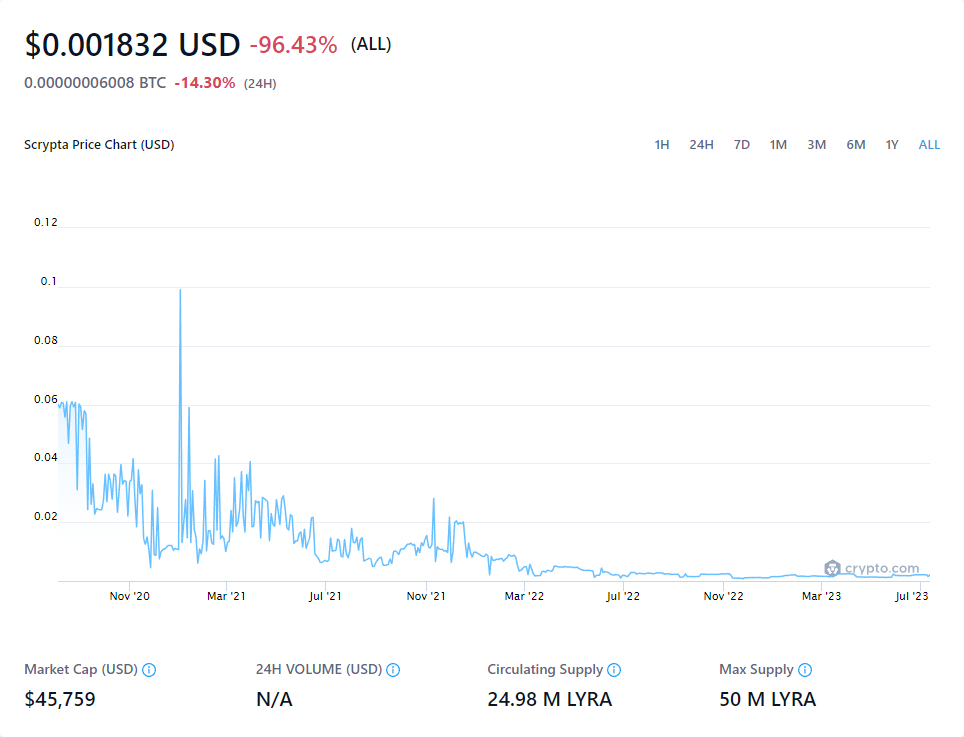 $0.001832 USD -96.43% (ALL)
0.00000006008 BTC -14.30% (24H)
Scrypta Price Chart (USD) 1H 24H 7D 1M 3M 6M 1Y ALL
0.12
0.1
0.08
0.06
0.04
0.02
crypto.com
Nov '20 Mar '21 Jul '21 Nov '21 Mar '22 Jul '22 Nov '22 Mar '23 Jul '23
Market Cap (USD) 24H VOLUME (USD) Circulating Supply Max Supply
$45,759 N/A 24.98 M LYRA 50 M LYRA